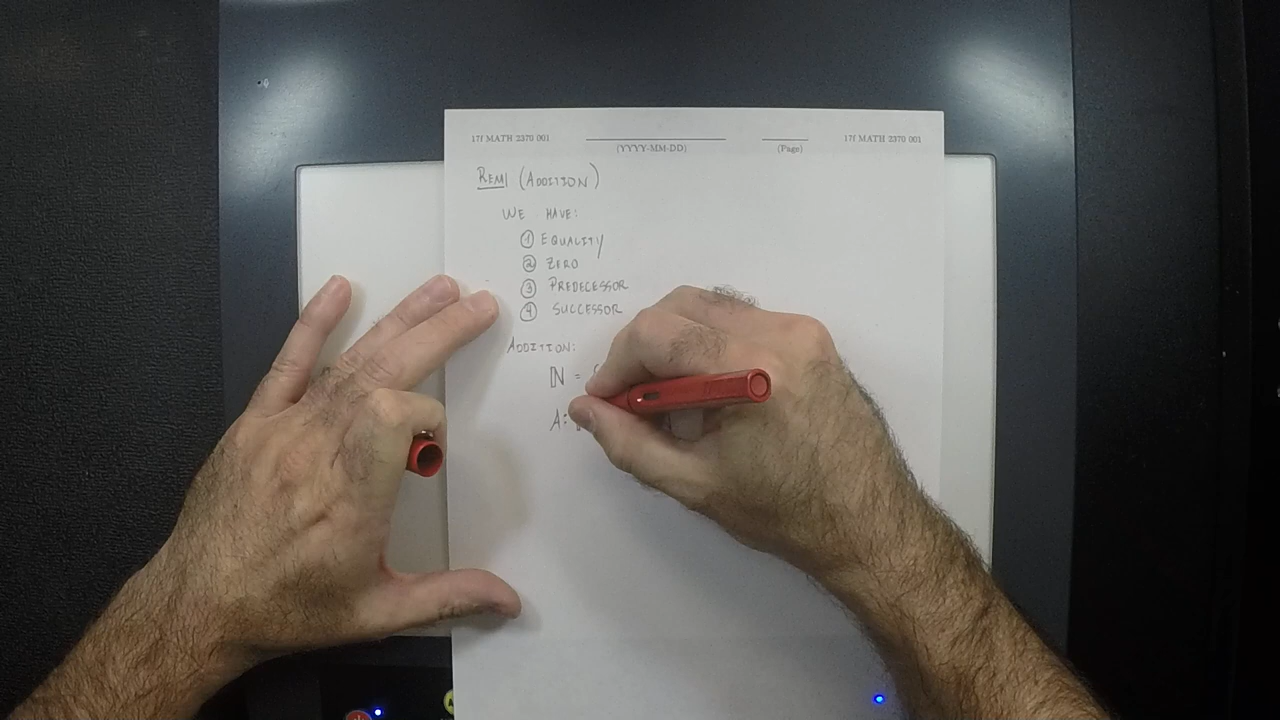 17f MATH 2370 001 (YYYY-MM-DD) (Page) 17f MATH 2370 001
REM (ADDITION)
WE HAVE:
① EQUALITY
② ZERO
③ PREDECESSOR
④ SUCCESSOR
ADDITION:
ℕ =
A: